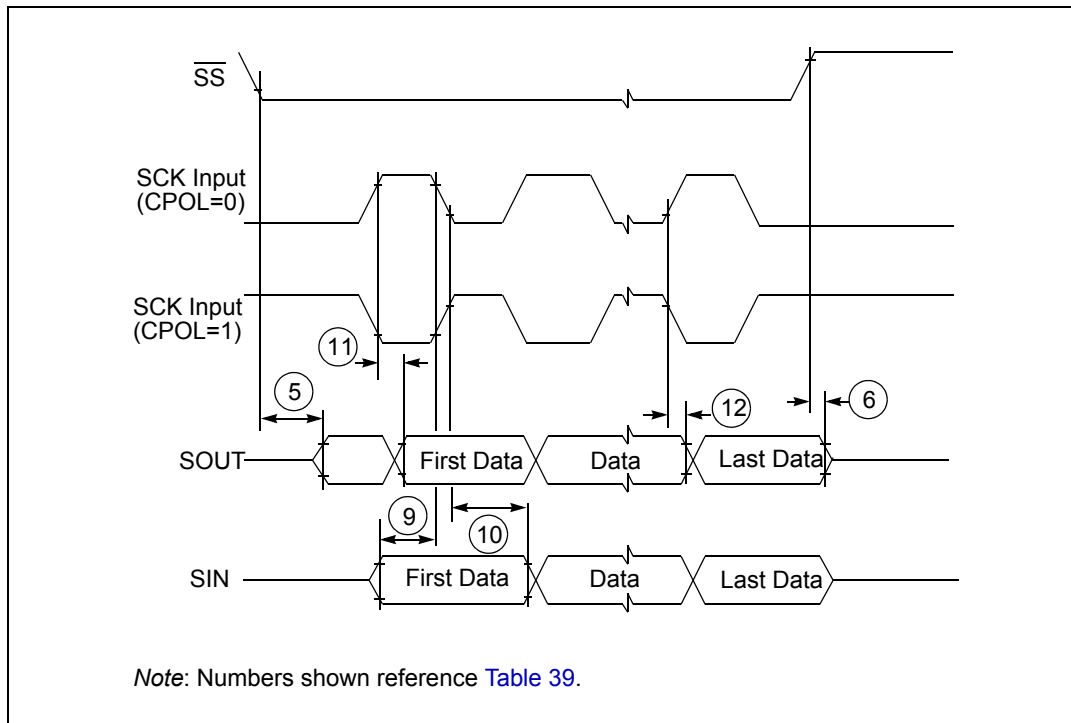 SS
SCK Input
(CPOL=0)
SCK Input
(CPOL=1)
11
5
12
6
SOUT
First Data
Data
Last Data
9
10
SIN
First Data
Data
Last Data
Note: Numbers shown reference Table 39.